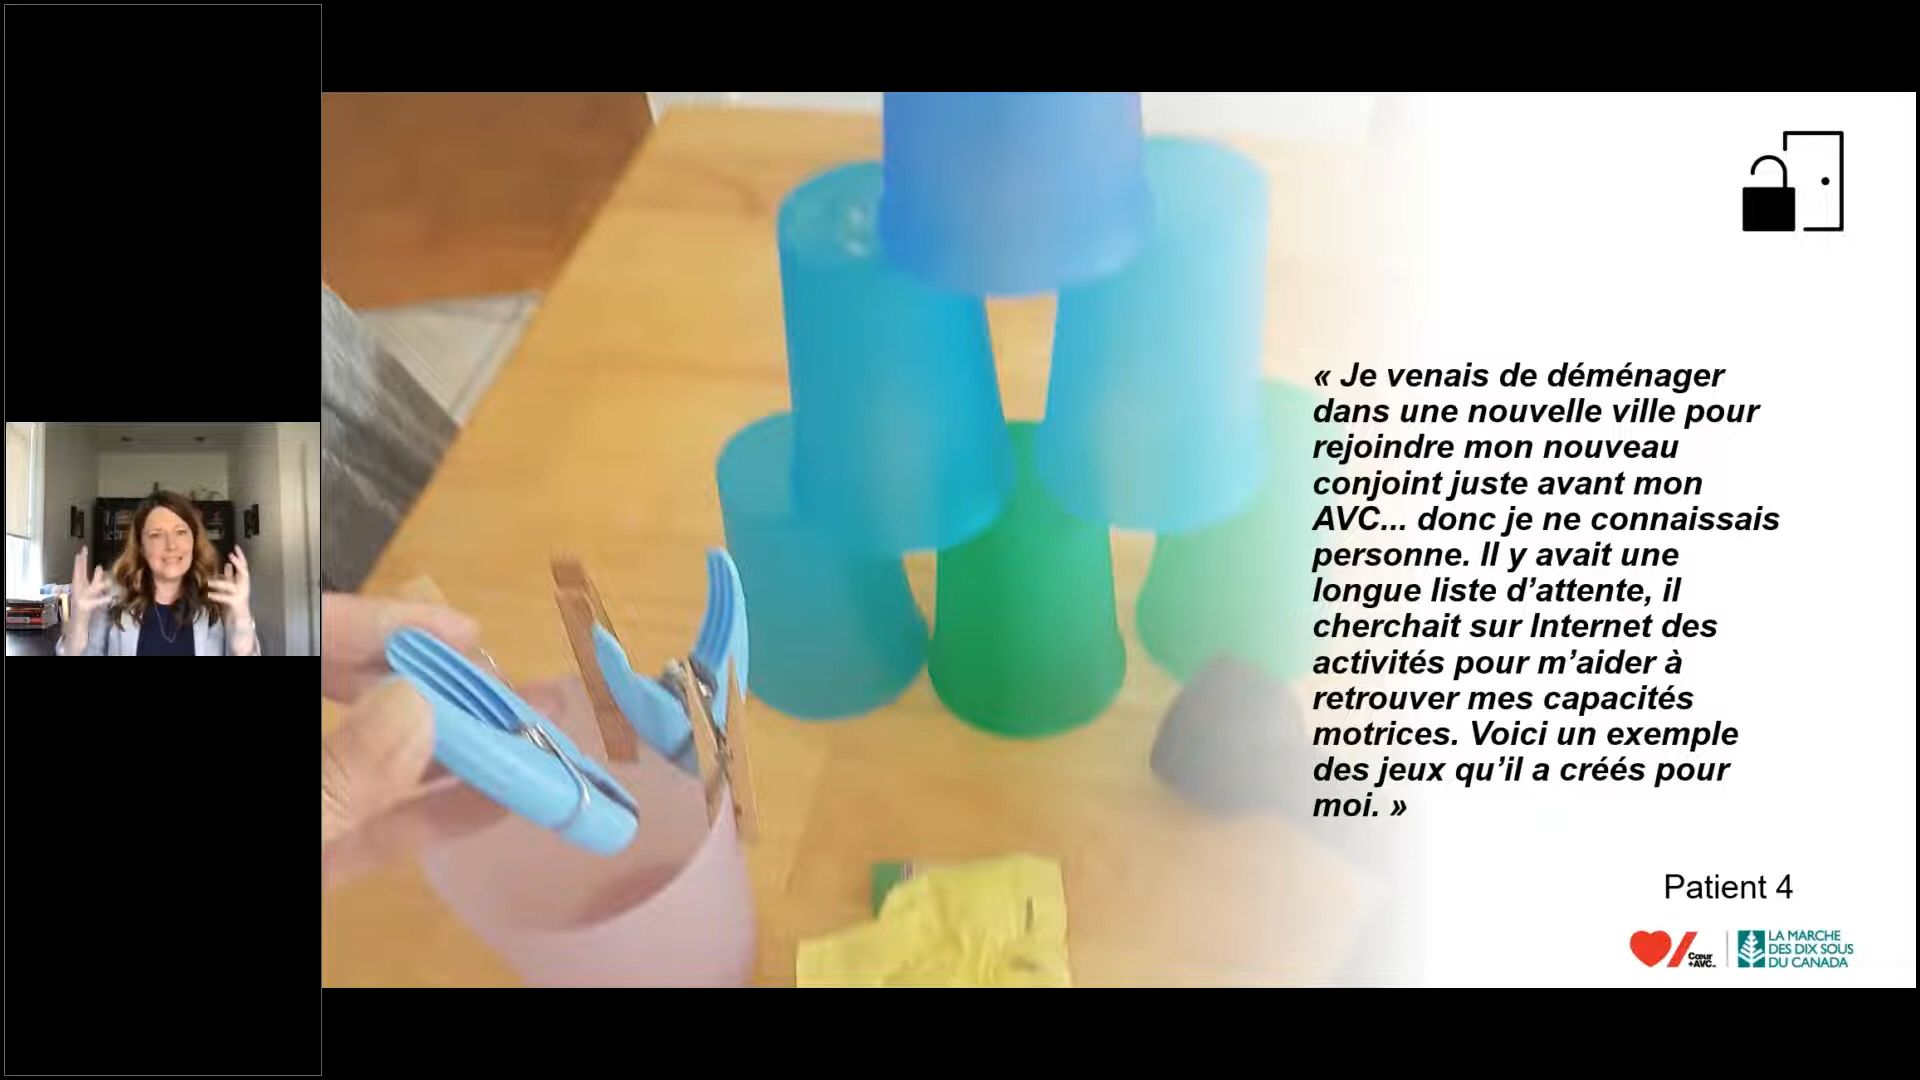 « Je venais de déménager
dans une nouvelle ville pour
rejoindre mon nouveau
conjoint juste avant mon
AVC... donc je ne connaissais
personne. Il y avait une
longue liste d’attente, il
cherchait sur Internet des
activités pour m’aider à
retrouver mes capacités
motrices. Voici un exemple
des jeux qu’il a créés pour
moi. »
Patient 4
Cœur
+AVC
LA MARCHE
DES DIX SOUS
DU CANADA